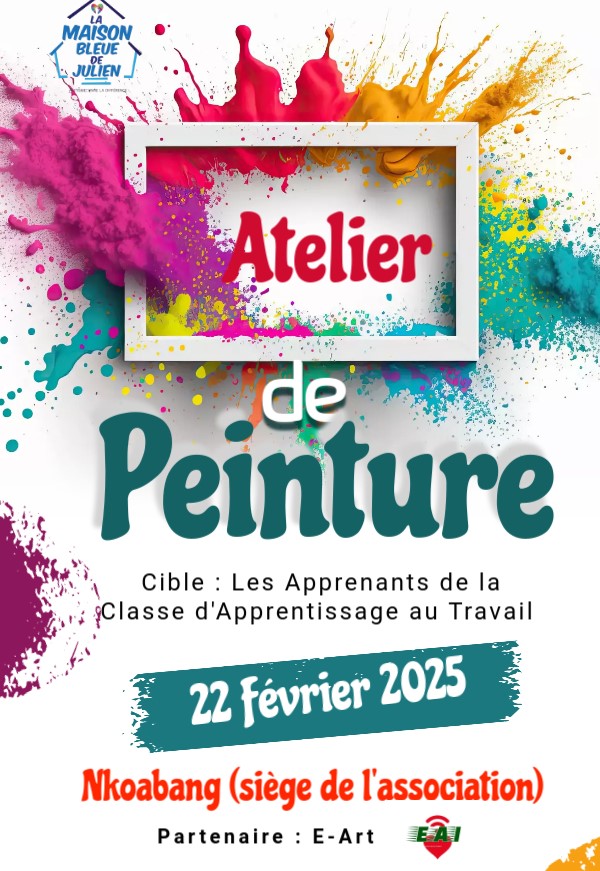 LA
MAISON
BLEUE
DE
JULIEN
Atelier
de
Peinture
Cible : Les Apprenants de la
Classe d'Apprentissage au Travail
22 Février 2025
Nkoabang (siège de l'association)
Partenaire : E-Art
EAI